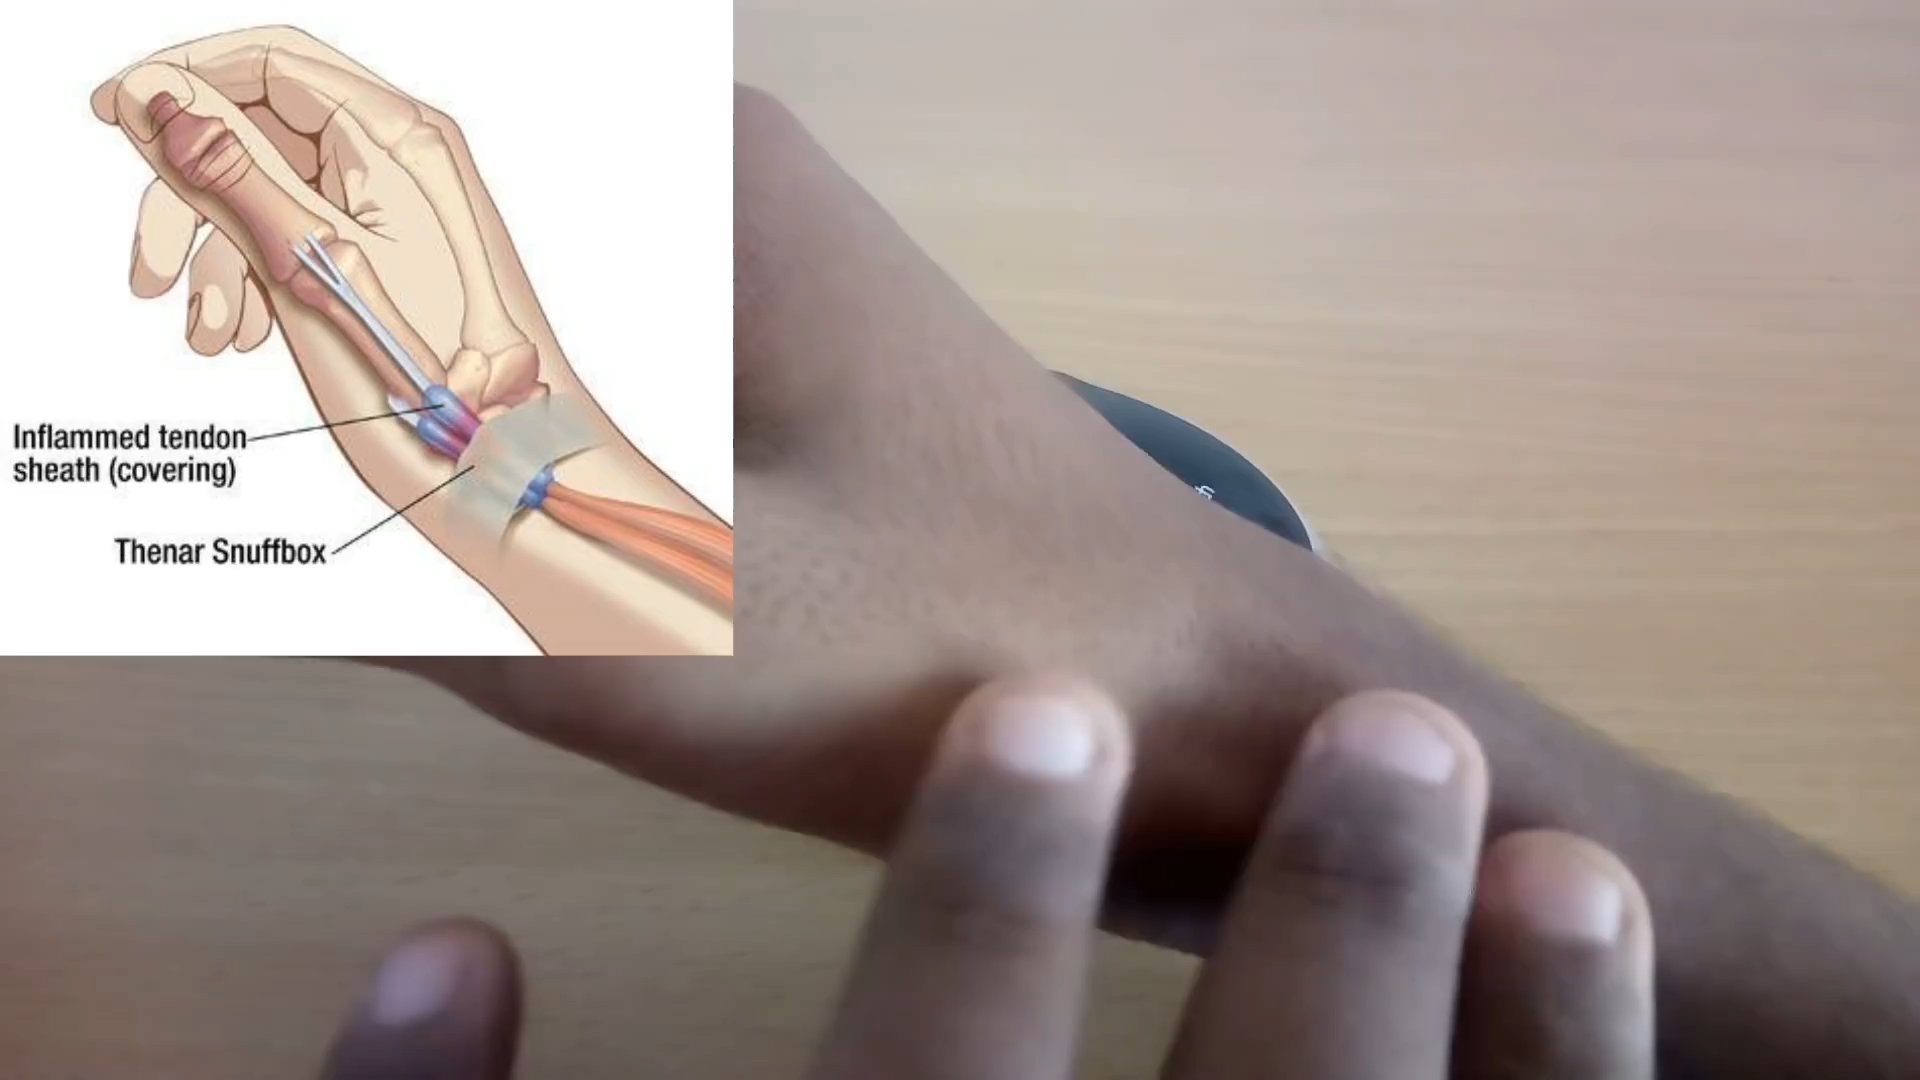 Inflammed tendon
sheath (covering)
Thenar Snuffbox